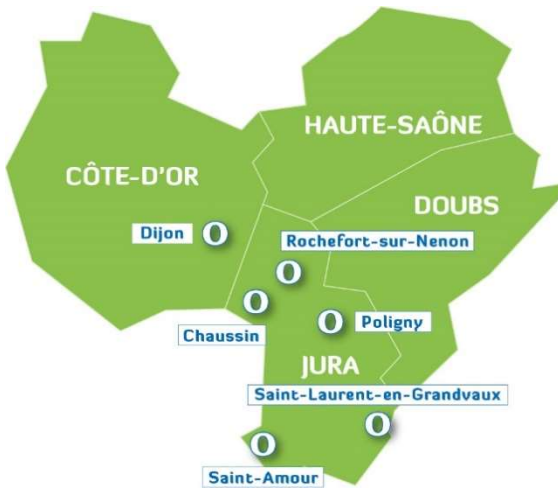 HAUTE-SAÔNE
CÔTE-D'OR
DOUBS
Dijon
Rochefort-sur-Nenon
Chaussin
Poligny
JURA
Saint-Laurent-en-Grandvaux
Saint-Amour